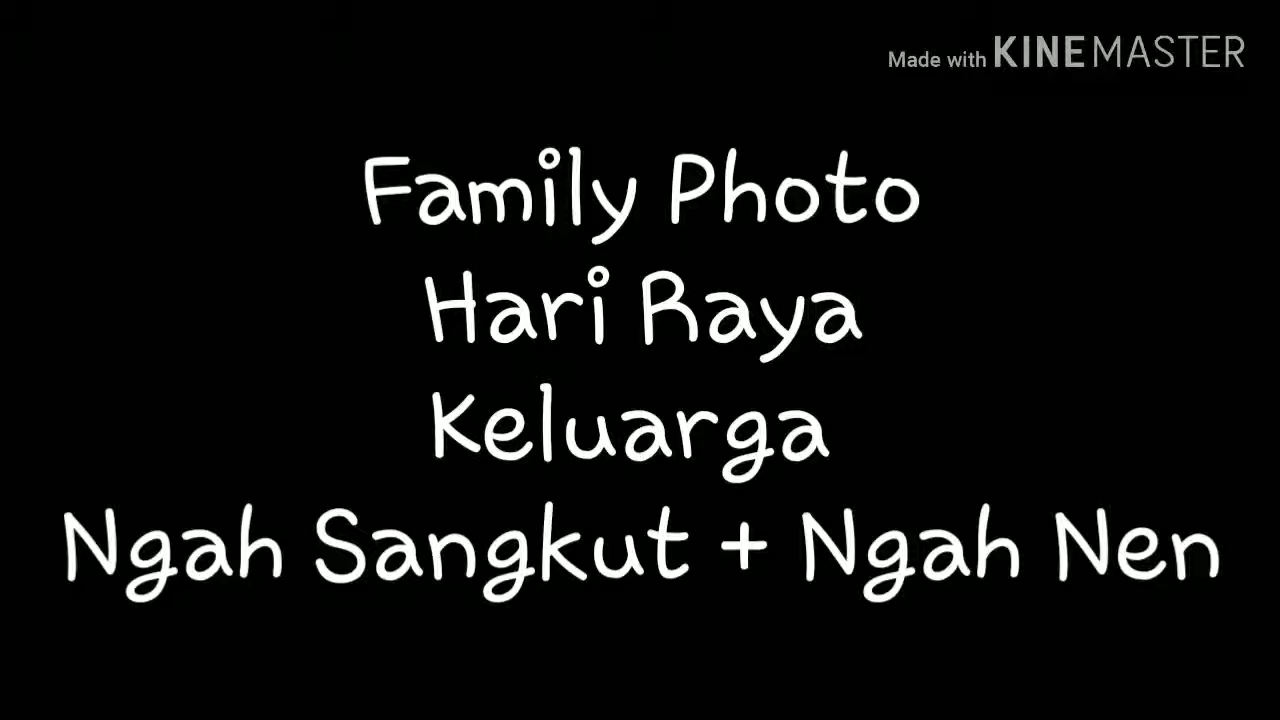 Made with KINEMASTER
Family Photo
Hari Raya
Keluarga
Ngah Sangkut + Ngah Nen